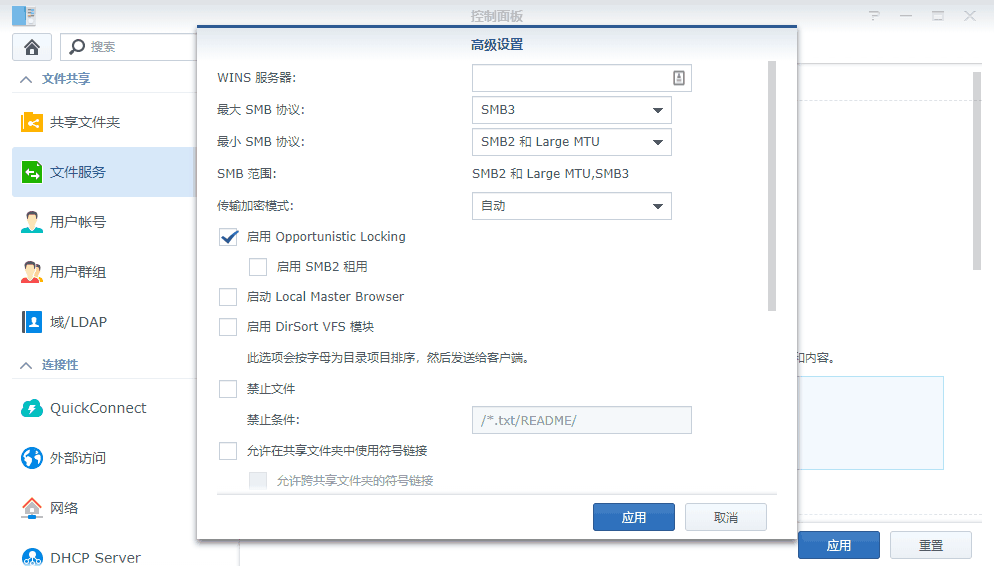 控制面板
搜索
文件共享
共享文件夹
文件服务
用户帐号
用户群组
域/LDAP
连接性
QuickConnect
外部访问
网络
DHCP Server
高级设置
WINS 服务器:
最大 SMB 协议:
SMB3
最小 SMB 协议:
SMB2 和 Large MTU
SMB 范围:
SMB2 和 Large MTU,SMB3
传输加密模式:
自动
启用 Opportunistic Locking
启用 SMB2 租用
启动 Local Master Browser
启用 DirSort VFS 模块
此选项会按字母为目录项目排序，然后发送给客户端。
禁止文件
禁止条件:
/*.txt/README/
允许在共享文件夹中使用符号链接
允许跨共享文件夹的符号链接
应用
取消
和内容。
应用
重置